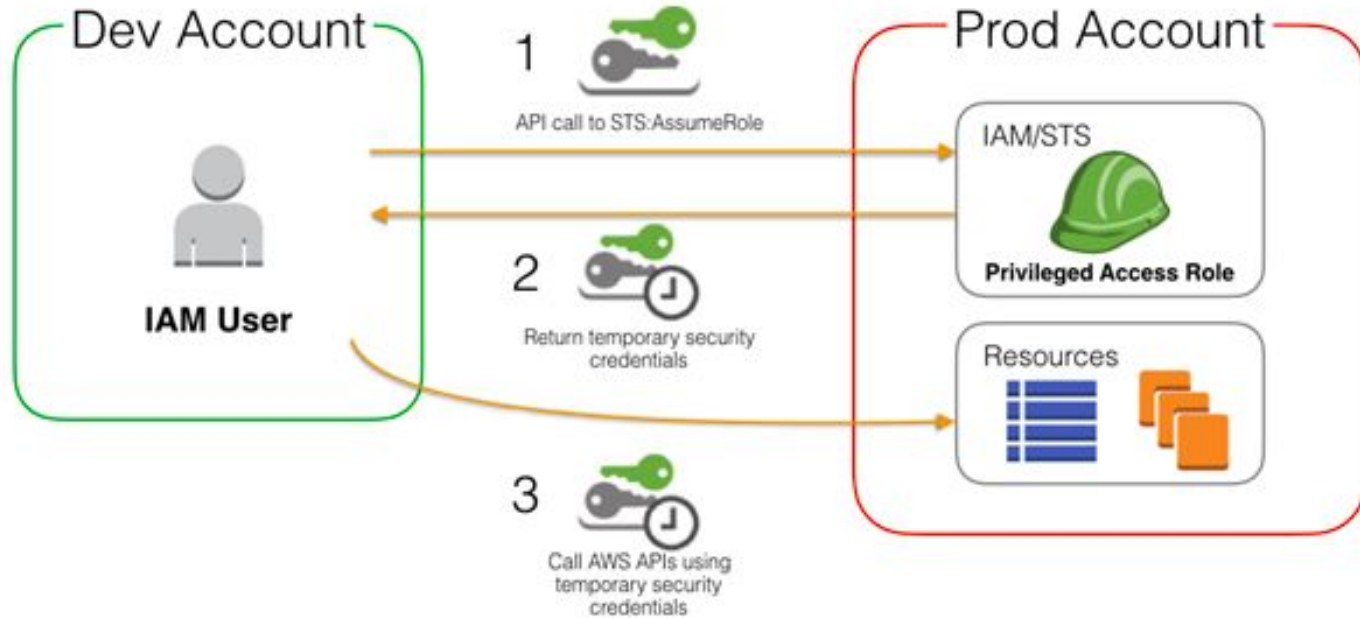 Dev Account
IAM User
1
API call to STS:AssumeRole
2
Return temporary security
credentials
3
Call AWS APIs using
temporary security
credentials
Prod Account
IAM/STS
Privileged Access Role
Resources